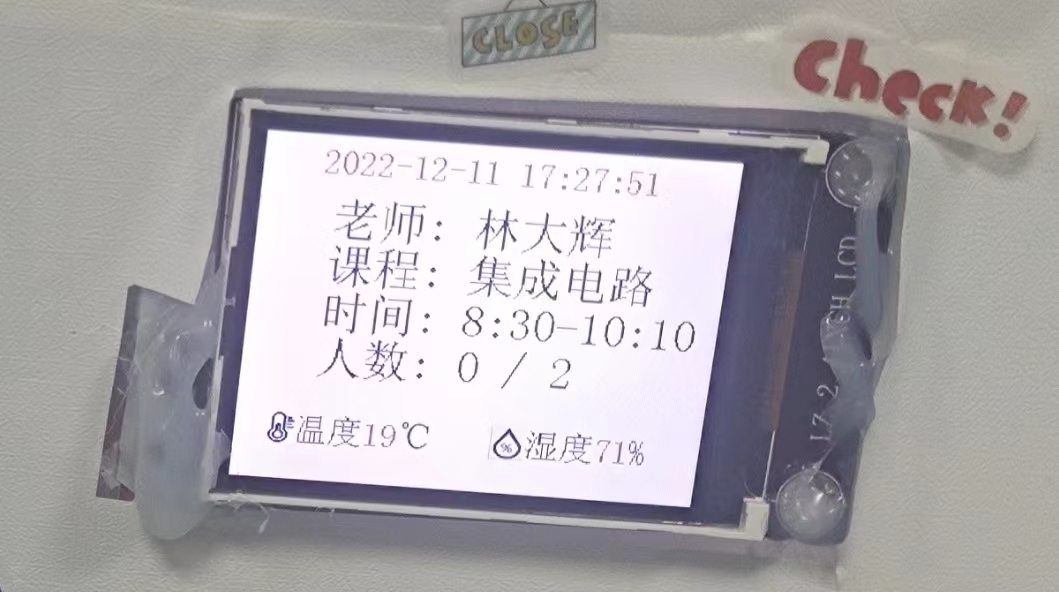 CLOSE
Check!
2022-12-11 17:27:51
老师: 林大辉
课程: 集成电路
时间: 8:30-10:10
人数: 0 / 2
温度19℃
%
湿度71%
LCD